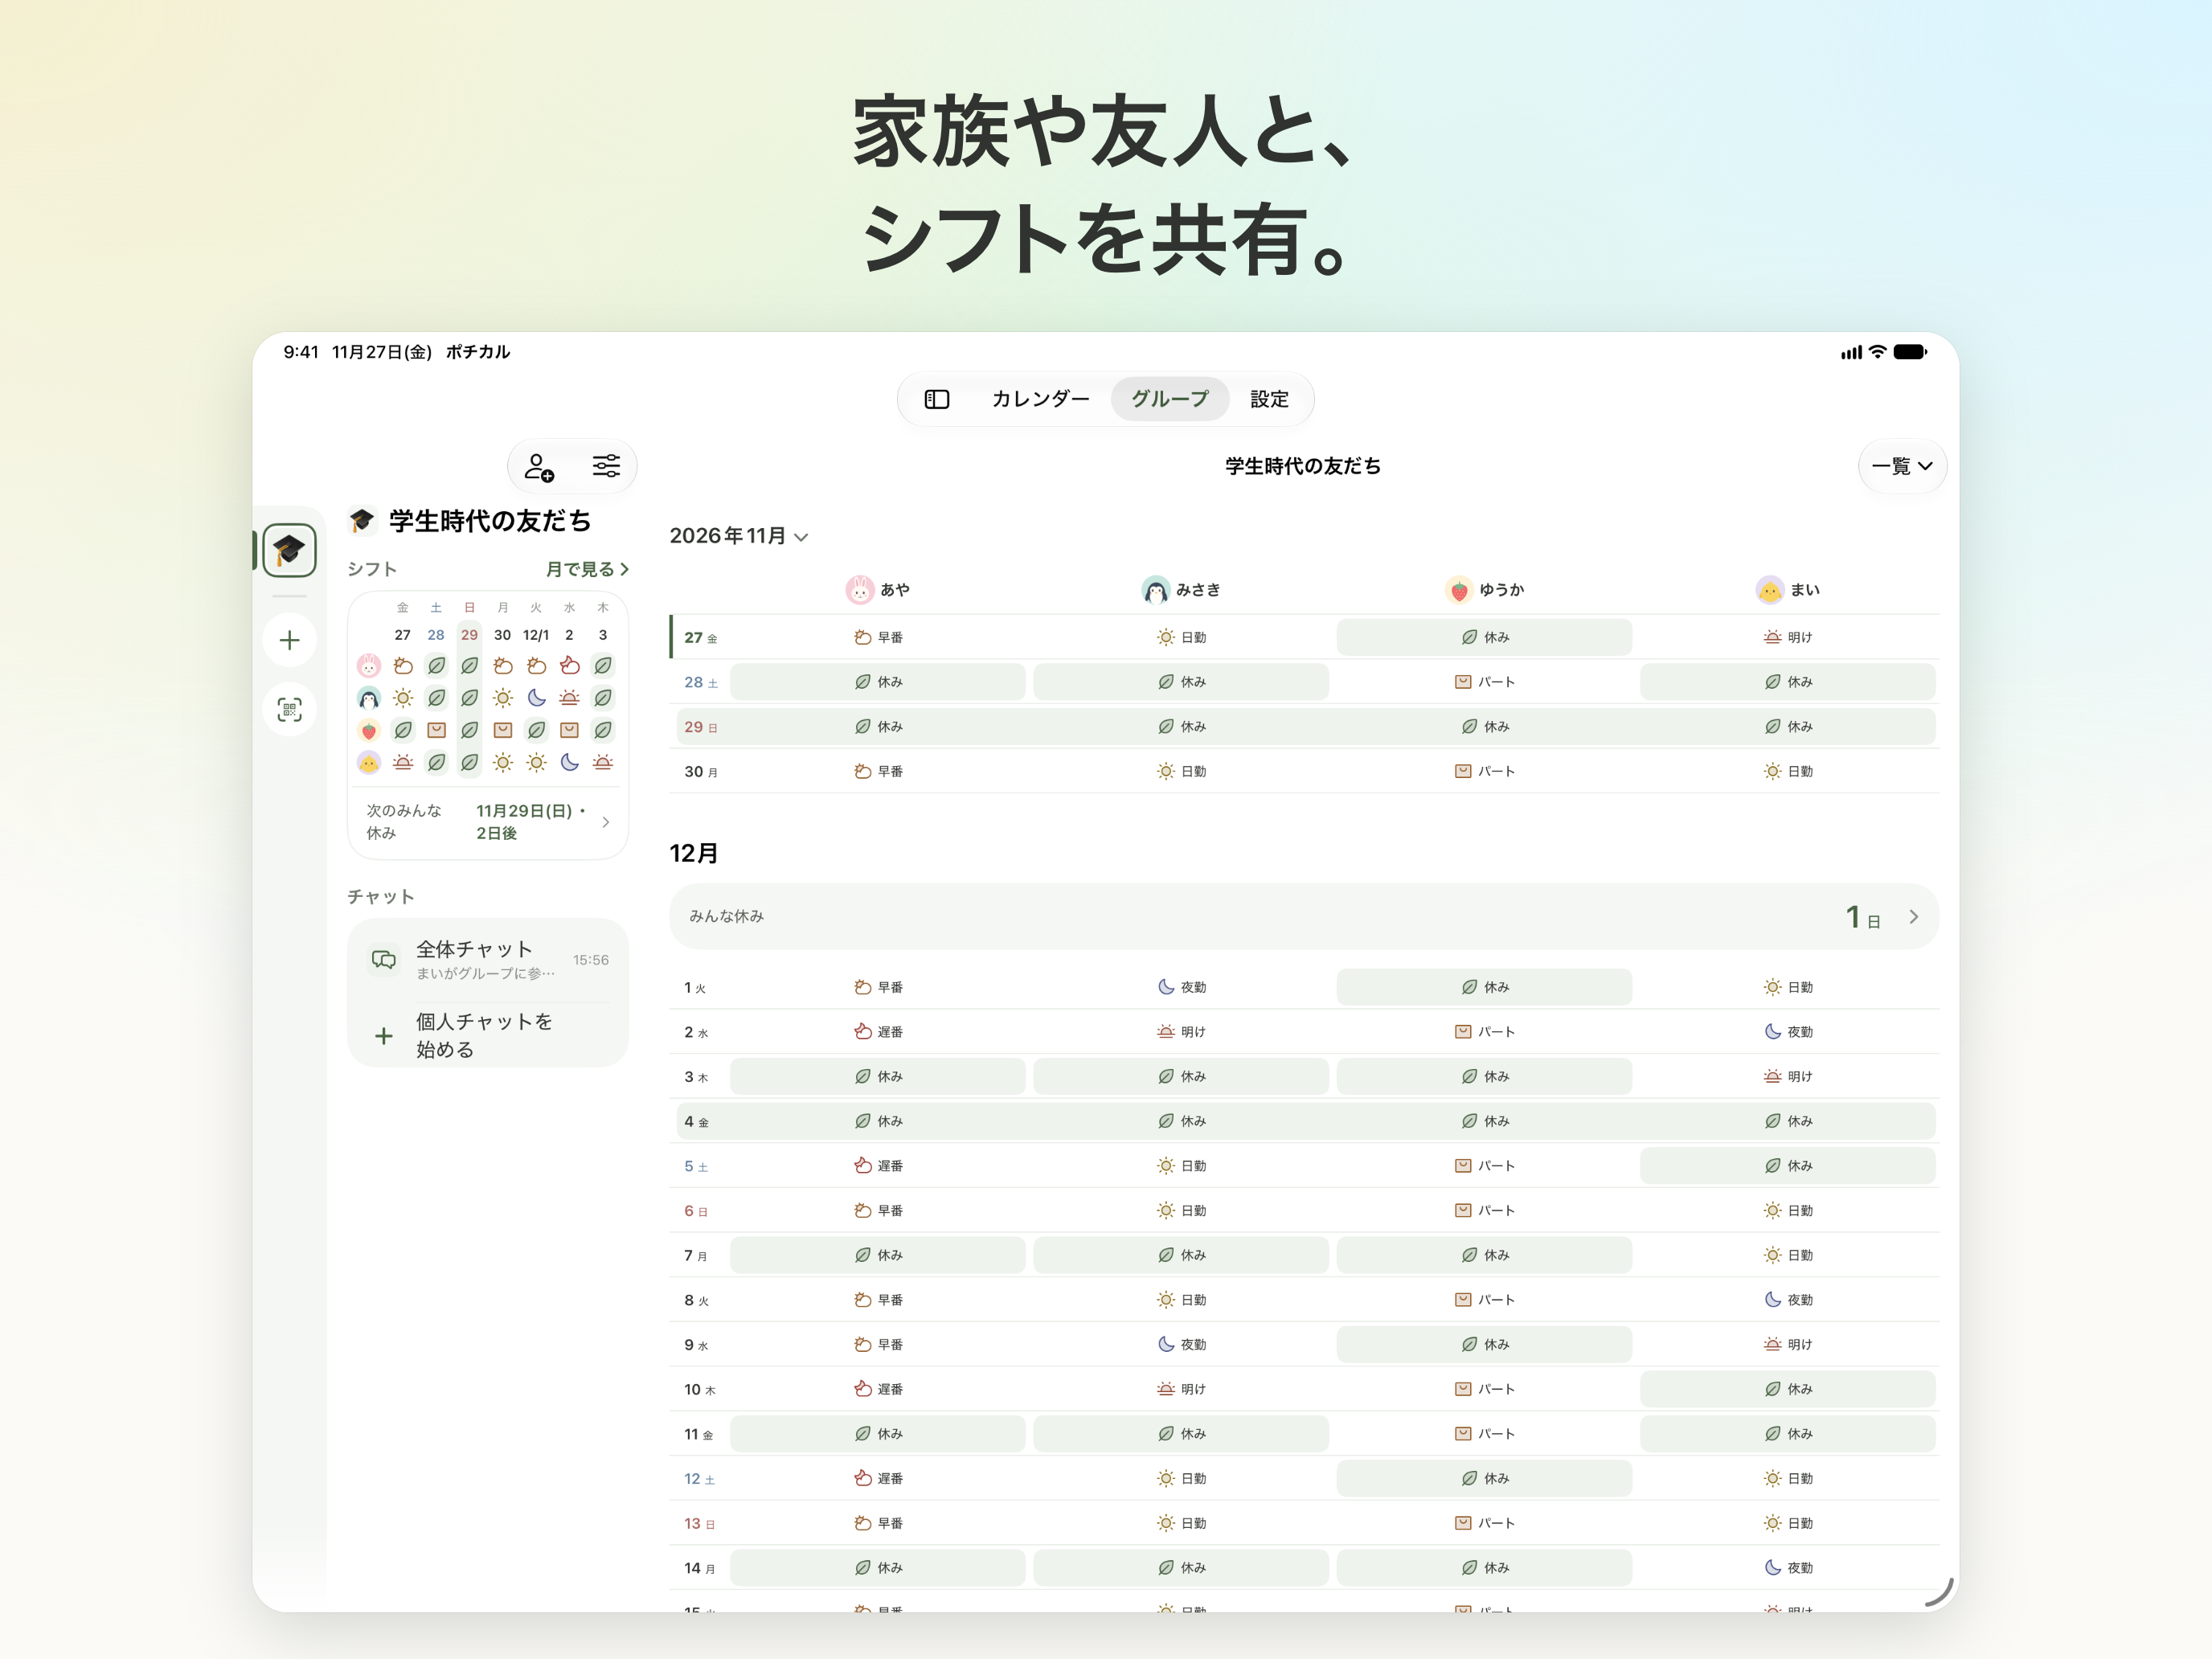 家族や友人と、
シフトを共有。
9:41 11月27日(金) ポチカル
カレンダー グループ 設定
学生時代の友だち
一覧
学生時代の友だち
シフト 月で見る
金 土 日 月 火 水 木
27 28 29 30 12/1 2 3
次のみんな休み 11月29日(日)・2日後
チャット
全体チャット 15:56
まいがグループに参…
個人チャットを
始める
2026年11月
あや みさき ゆうか まい
27 金 早番 日勤 休み 明け
28 土 休み 休み パート 休み
29 日 休み 休み 休み 休み
30 月 早番 日勤 パート 日勤
12月
みんな休み 1日
1 火 早番 夜勤 休み 日勤
2 水 遅番 明け パート 夜勤
3 木 休み 休み 休み 明け
4 金 休み 休み 休み 休み
5 土 遅番 日勤 パート 休み
6 日 早番 日勤 パート 日勤
7 月 休み 休み 休み 日勤
8 火 早番 日勤 パート 夜勤
9 水 早番 夜勤 休み 明け
10 木 遅番 明け パート 休み
11 金 休み 休み パート 休み
12 土 遅番 日勤 休み 日勤
13 日 早番 日勤 パート 日勤
14 月 休み 休み 休み 夜勤